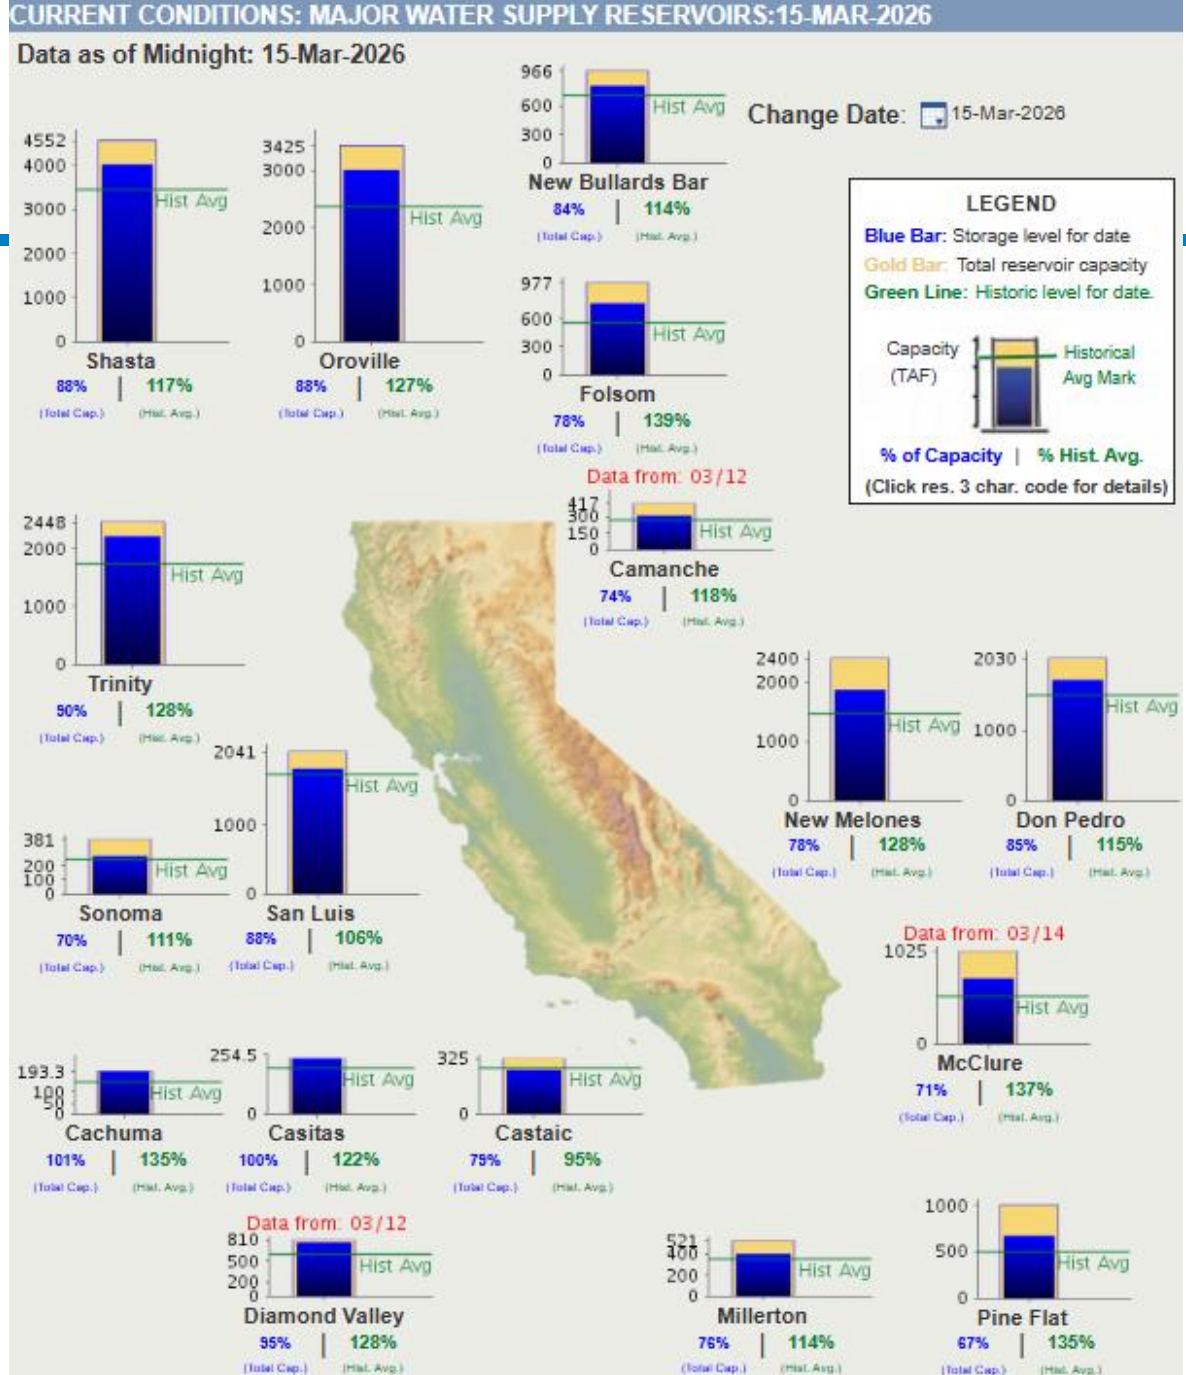 CURRENT CONDITIONS: MAJOR WATER SUPPLY RESERVOIRS:15-MAR-2026
Data as of Midnight: 15-Mar-2026
Change Date: 15-Mar-2026
966
600
300
0
Hist Avg
New Bullards Bar
84% | 114%
(Total Cap.) (Hist. Avg.)
4552
4000
3000
2000
1000
0
Hist Avg
Shasta
88% | 117%
(Total Cap.) (Hist. Avg.)
3425
3000
2000
1000
0
Hist Avg
Oroville
88% | 127%
(Total Cap.) (Hist. Avg.)
977
600
300
0
Hist Avg
Folsom
78% | 139%
(Total Cap.) (Hist. Avg.)
LEGEND
Blue Bar: Storage level for date
Gold Bar: Total reservoir capacity
Green Line: Historic level for date.
Capacity
(TAF)
Historical
Avg Mark
% of Capacity | % Hist. Avg.
(Click res. 3 char. code for details)
Data from: 03/12
417
300
150
0
Hist Avg
Camanche
74% | 118%
(Total Cap.) (Hist. Avg.)
2448
2000
1000
0
Hist Avg
Trinity
90% | 128%
(Total Cap.) (Hist. Avg.)
2400
2000
1000
0
Hist Avg
New Melones
78% | 128%
(Total Cap.) (Hist. Avg.)
2030
1000
0
Hist Avg
Don Pedro
85% | 115%
(Total Cap.) (Hist. Avg.)
381
200
100
0
Hist Avg
Sonoma
70% | 111%
(Total Cap.) (Hist. Avg.)
2041
1000
0
Hist Avg
San Luis
88% | 106%
(Total Cap.) (Hist. Avg.)
Data from: 03/14
1025
0
Hist Avg
McClure
71% | 137%
(Total Cap.) (Hist. Avg.)
193.3
100
50
0
Hist Avg
Cachuma
101% | 135%
(Total Cap.) (Hist. Avg.)
254.5
0
Hist Avg
Casitas
100% | 122%
(Total Cap.) (Hist. Avg.)
325
0
Hist Avg
Castaic
79% | 95%
(Total Cap.) (Hist. Avg.)
Data from: 03/12
810
500
200
0
Hist Avg
Diamond Valley
95% | 128%
(Total Cap.) (Hist. Avg.)
521
400
200
0
Hist Avg
Millerton
76% | 114%
(Total Cap.) (Hist. Avg.)
1000
500
0
Hist Avg
Pine Flat
67% | 135%
(Total Cap.) (Hist. Avg.)